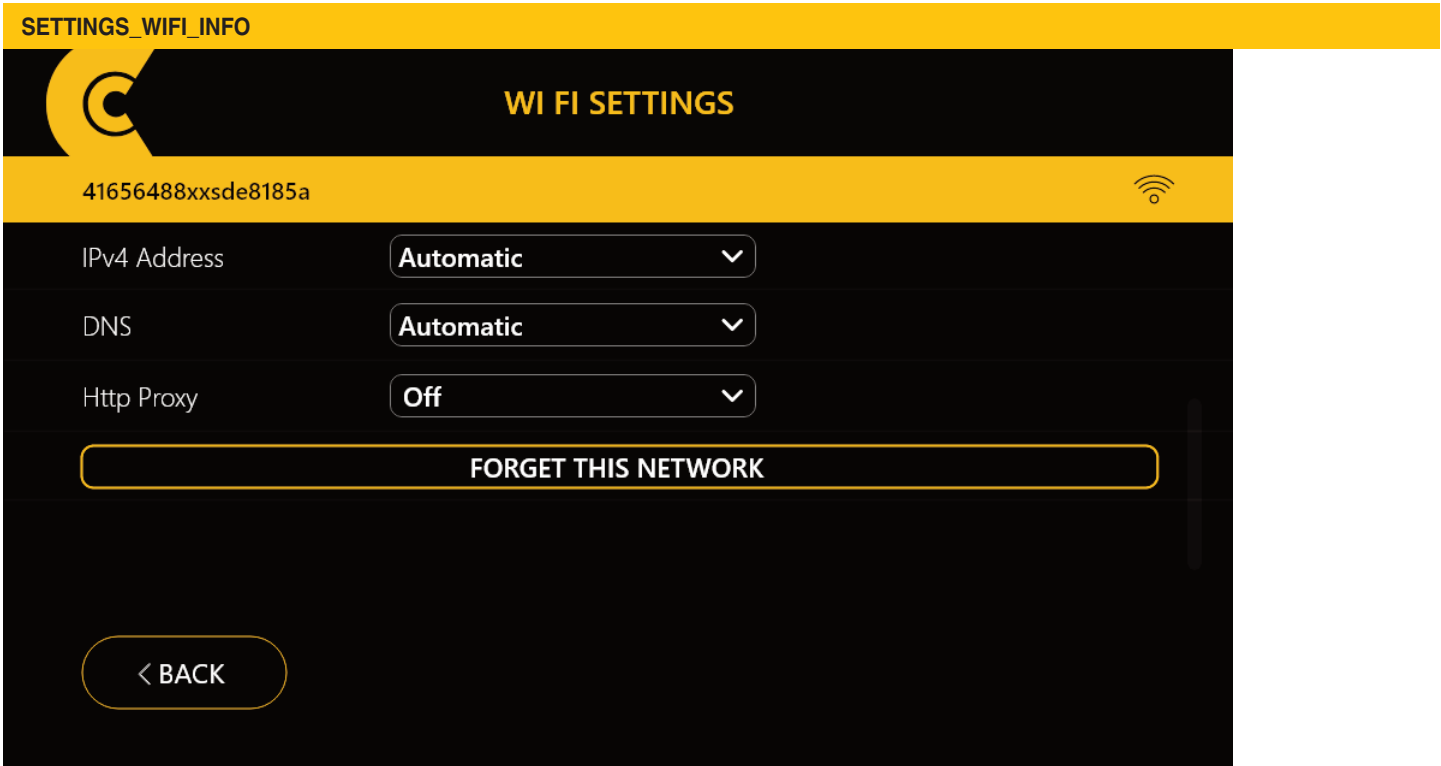 SETTINGS_WIFI_INFO
WI FI SETTINGS
41656488xxsde8185a
IPv4 Address Automatic
DNS Automatic
Http Proxy Off
FORGET THIS NETWORK
< BACK